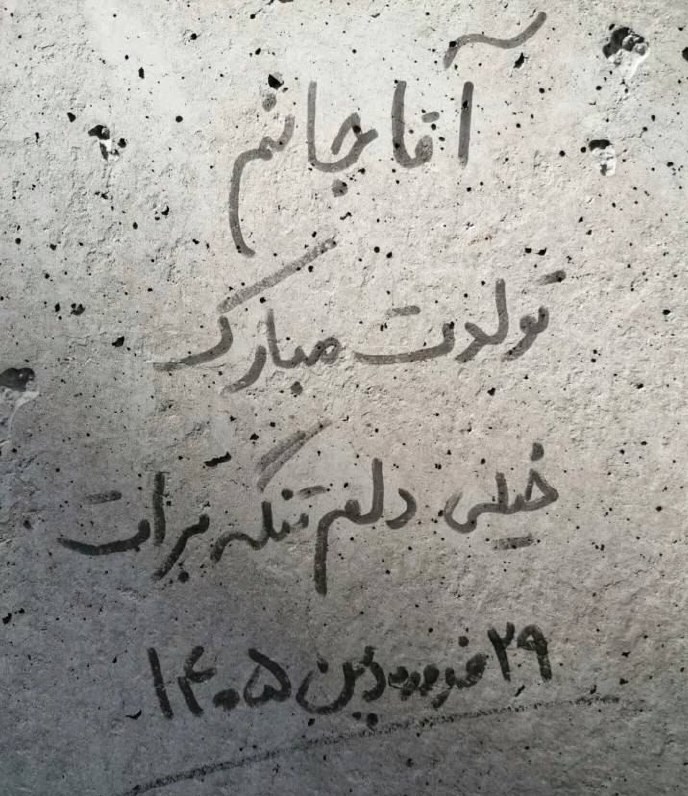 آقا جانم
تولدت مبارک
خیلی دلم تنگه برات
۲۹ فروردین ۱۴۰۵